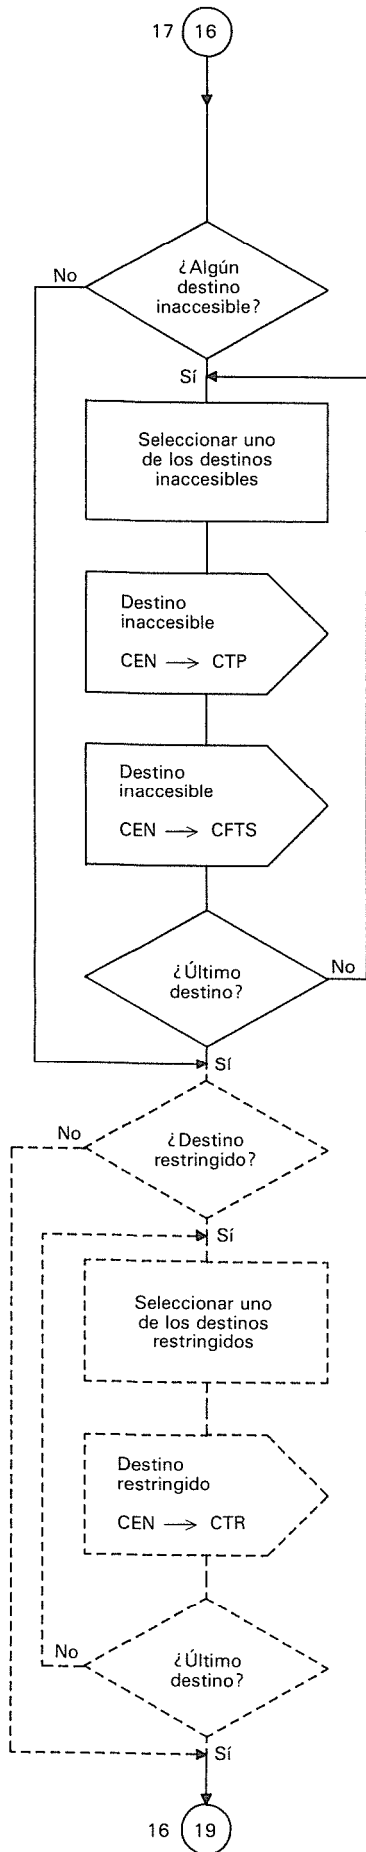 17 16
¿Algún
destino
inaccesible?
No
Sí
Seleccionar uno
de los destinos
inaccesibles
Destino
inaccesible
CEN → CTP
Destino
inaccesible
CEN → CFTS
¿Último
destino?
No
Sí
¿Destino
restringido?
No
Sí
Seleccionar uno
de los destinos
restringidos
Destino
restringido
CEN → CTR
¿Último
destino?
No
Sí
16 19